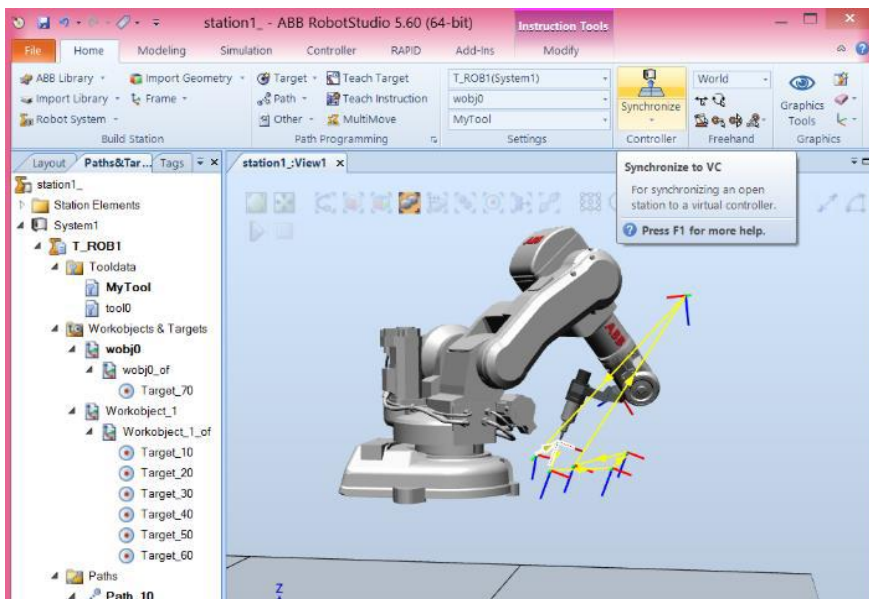 station1_ - ABB RobotStudio 5.60 (64-bit)
Instruction Tools
File Home Modeling Simulation Controller RAPID Add-Ins Modify
ABB Library Import Geometry Target Teach Target T_ROB1(System1) World
Import Library Frame Path Teach Instruction wobj0 Synchronize Graphics
Robot System Other MultiMove MyTool Tools
Build Station Path Programming Settings Controller Freehand Graphics
Layout Paths&Tar... Tags
station1_:View1
Synchronize to VC
For synchronizing an open
station to a virtual controller.
Press F1 for more help.
station1_
Station Elements
System1
T_ROB1
Tooldata
MyTool
tool0
Workobjects & Targets
wobj0
wobj0_of
Target_70
Workobject_1
Workobject_1_of
Target_10
Target_20
Target_30
Target_40
Target_50
Target_60
Paths
Path_10
ABB
ABB
Z